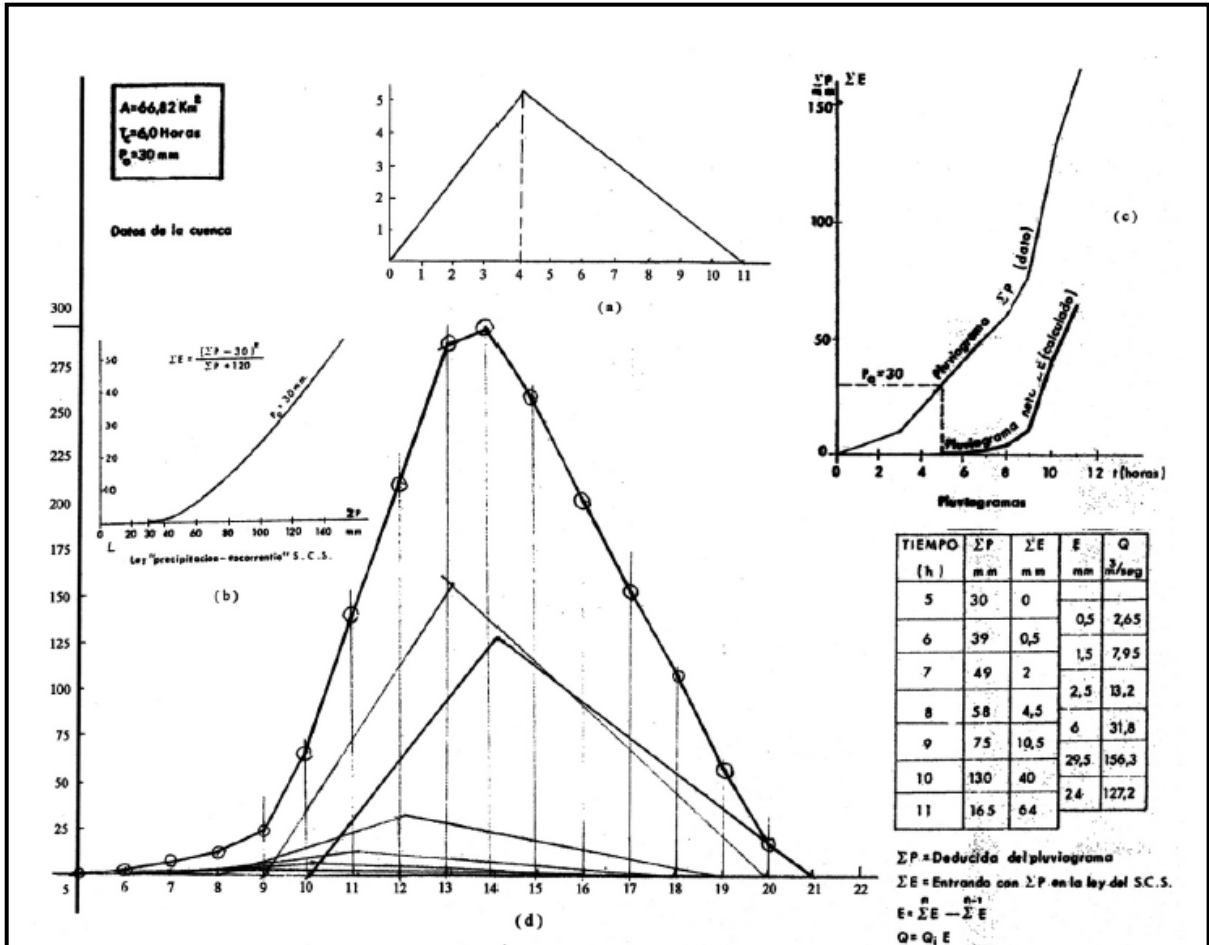 A=66,82 Km²
Tc=6,0 Horas
Po=30 mm
Datos de la cuenca
5
4
3
2
1
0 1 2 3 4 5 6 7 8 9 10 11
(a)
ΣP ΣE
mm
150
100
50
0
(c)
Pluviograma ΣP (dato)
Po=30
Pluviograma neto ΣE (calculado)
0 2 4 6 8 10 12 t (horas)
Pluviogramas
300
275
250
225
200
175
150
125
100
75
50
25
50
40
30
20
10
ΣE = (ΣP - 30)² / ΣP + 120
Po = 30 mm.
0 20 30 40 60 80 100 120 140 ΣP mm
Ley "precipitacion-escorrentia" S.C.S.
(b)
5 6 7 8 9 10 11 12 13 14 15 16 17 18 19 20 21
(d)
TIEMPO (h) ΣP mm ΣE mm E mm Q m³/seg
5 30 0
0,5 2,65
6 39 0,5
1,5 7,95
7 49 2
2,5 13,2
8 58 4,5
6 31,8
9 75 10,5
29,5 156,3
10 130 40
24 127,2
11 165 64
ΣP = Deducida del pluviograma
ΣE = Entrando con ΣP en la ley del S.C.S.
n n-1
E = ΣE — ΣE
Q = Qi E